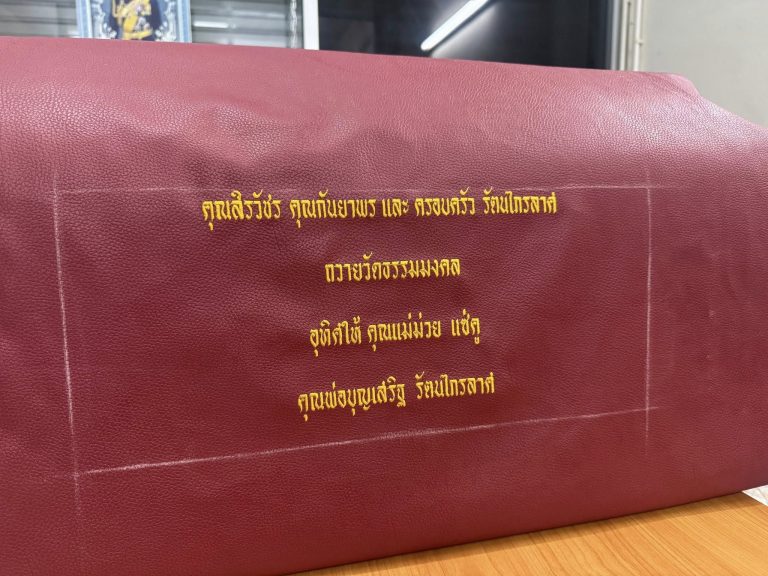 คุณสิรวัชร คุณกันยาพร และ ครอบครัว รัตนไกรลาศ
ถวายวัดธรรมมงคล
อุทิศให้ คุณแม่ม่วย แซ่คู
คุณพ่อบุญเสริฐ รัตนไกรลาศ